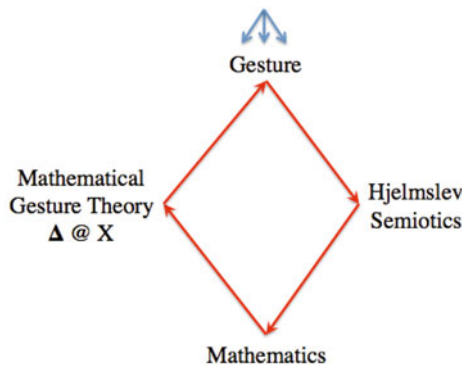 Gesture
Mathematical
Gesture Theory
Δ @ X
Hjelmslev
Semiotics
Mathematics